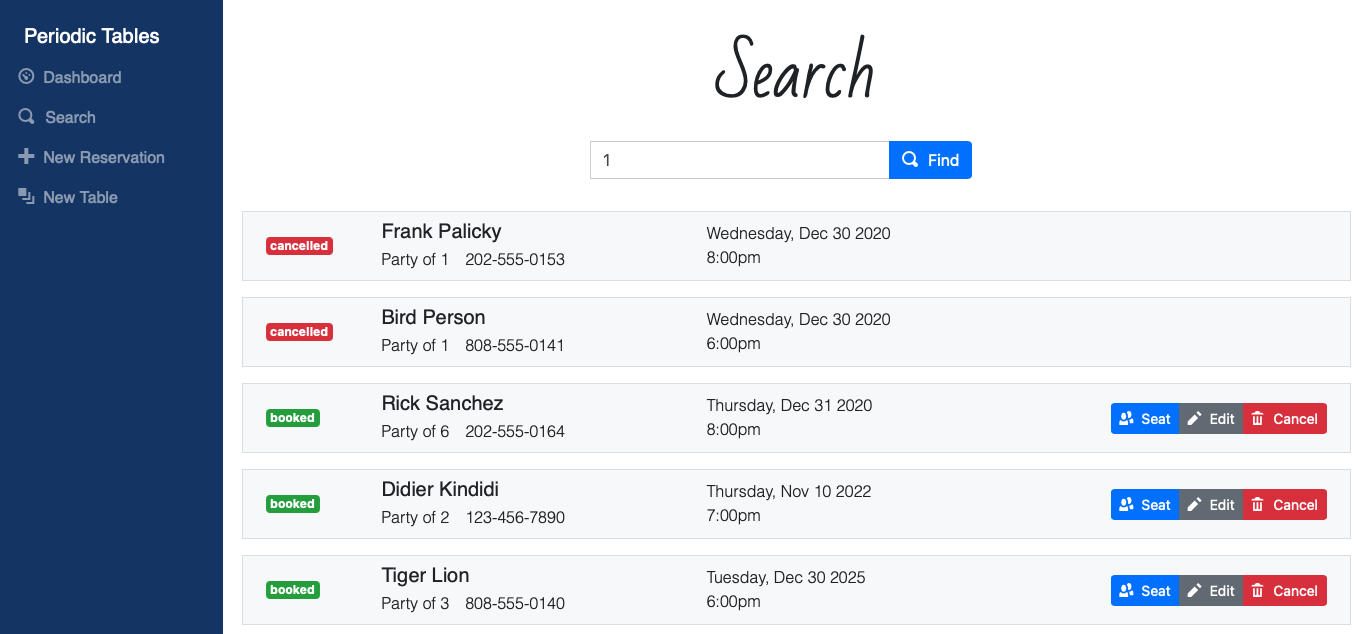 Periodic Tables
Dashboard
Search
New Reservation
New Table
Search
1
Find
cancelled
Frank Palicky
Party of 1 202-555-0153
Wednesday, Dec 30 2020
8:00pm
cancelled
Bird Person
Party of 1 808-555-0141
Wednesday, Dec 30 2020
6:00pm
booked
Rick Sanchez
Party of 6 202-555-0164
Thursday, Dec 31 2020
8:00pm
Seat Edit Cancel
booked
Didier Kindidi
Party of 2 123-456-7890
Thursday, Nov 10 2022
7:00pm
Seat Edit Cancel
booked
Tiger Lion
Party of 3 808-555-0140
Tuesday, Dec 30 2025
6:00pm
Seat Edit Cancel